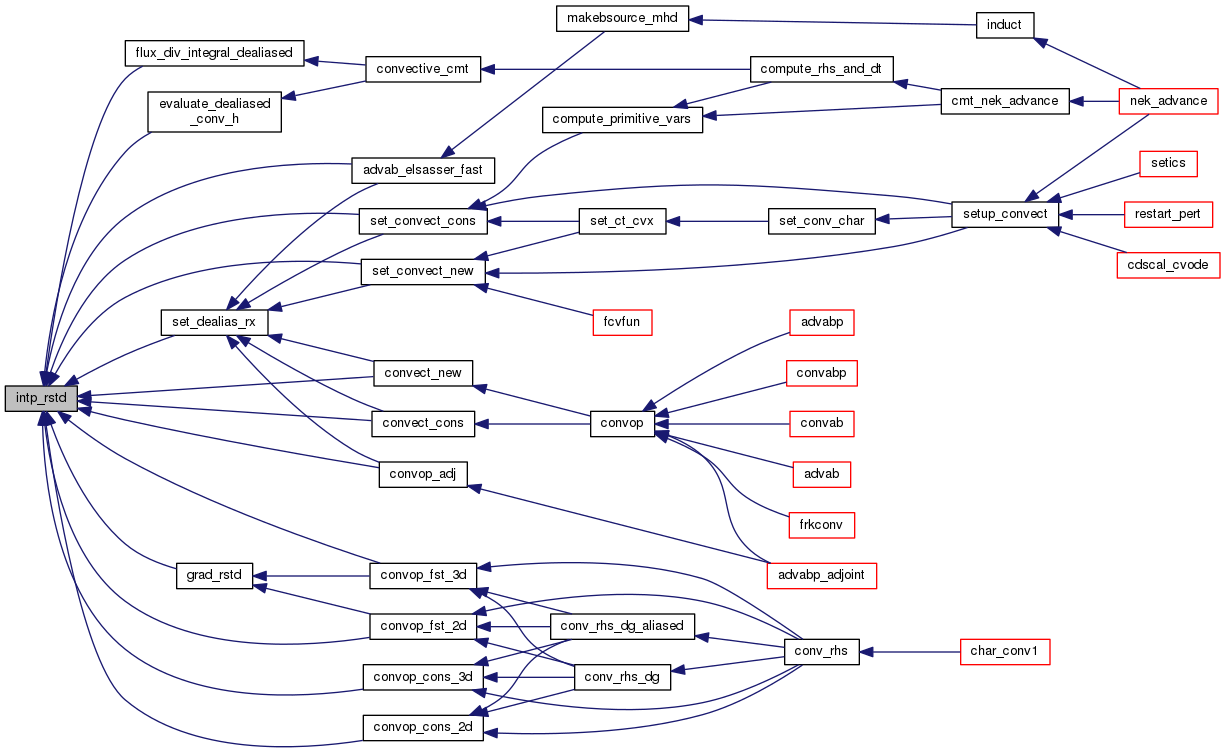 makebsource_mhd
induct
flux_div_integral_dealiased
convective_cmt
compute_rhs_and_dt
evaluate_dealiased
_conv_h
cmt_nek_advance
nek_advance
compute_primitive_vars
advab_elsasser_fast
setics
set_convect_cons
set_ct_cvx
set_conv_char
setup_convect
restart_pert
set_convect_new
cdscal_cvode
set_dealias_rx
fcvfun
advabp
convect_new
convabp
intp_rstd
convect_cons
convop
convab
convop_adj
advab
frkconv
grad_rstd
convop_fst_3d
advabp_adjoint
convop_fst_2d
conv_rhs_dg_aliased
conv_rhs
char_conv1
convop_cons_3d
conv_rhs_dg
convop_cons_2d